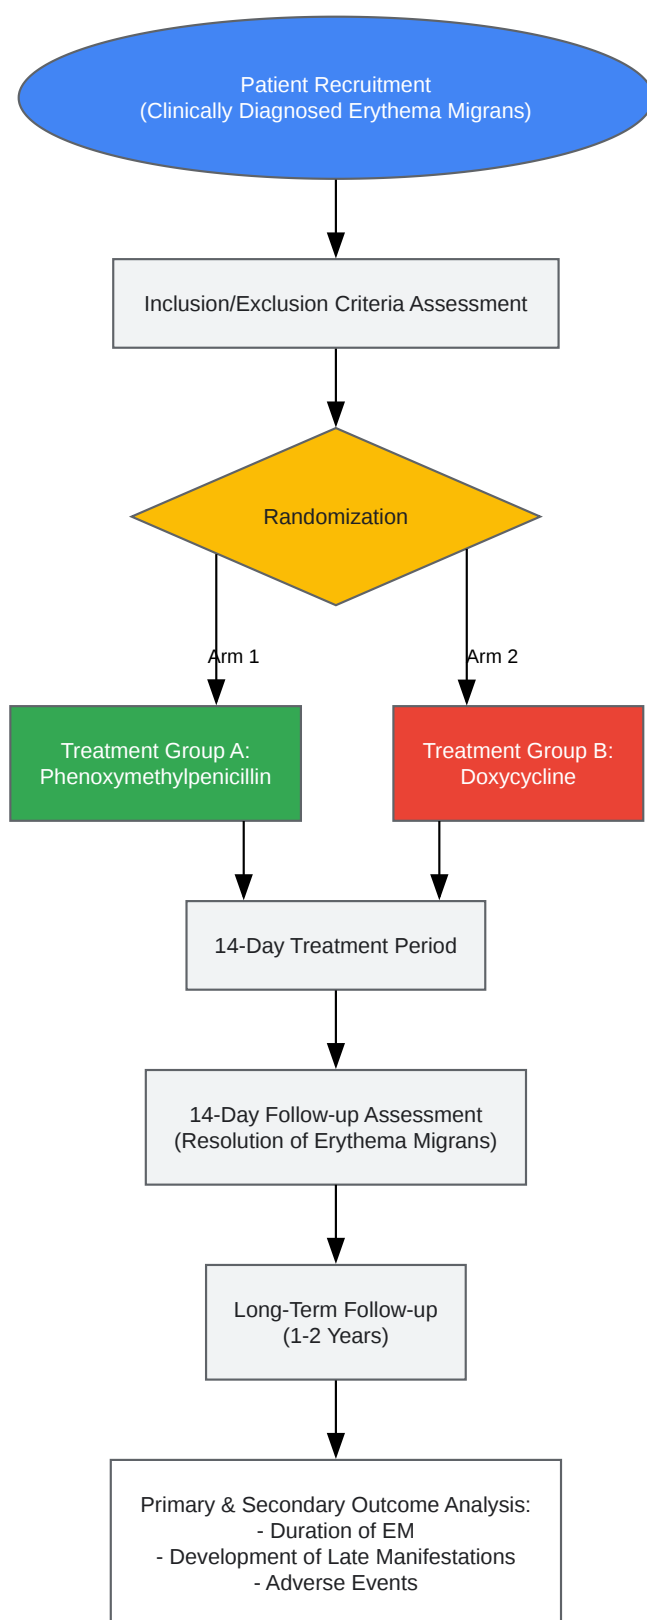 Patient Recruitment
(Clinically Diagnosed Erythema Migrans)
Inclusion/Exclusion Criteria Assessment
Randomization
Arm 1
Arm 2
Treatment Group A:
Phenoxymethylpenicillin
Treatment Group B:
Doxycycline
14-Day Treatment Period
14-Day Follow-up Assessment
(Resolution of Erythema Migrans)
Long-Term Follow-up
(1-2 Years)
Primary & Secondary Outcome Analysis:
- Duration of EM
- Development of Late Manifestations
- Adverse Events